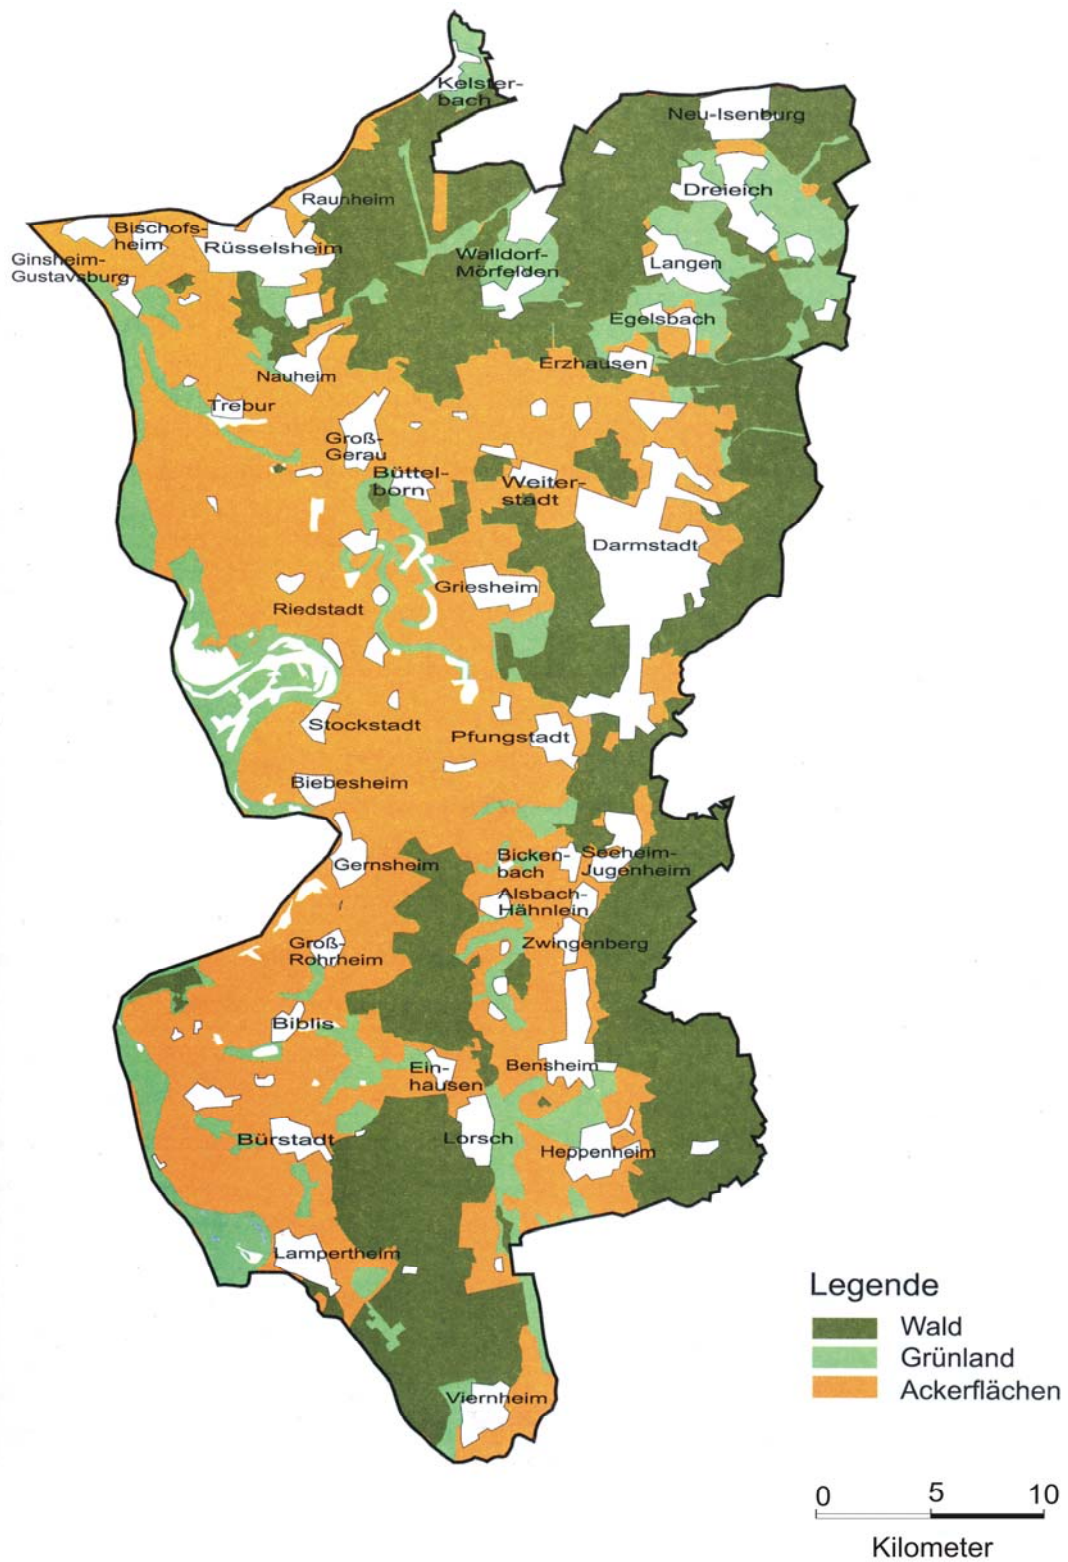 Kelster-
bach
Neu-Isenburg
Dreieich
Raunheim
Bischofs-
heim
Rüsselsheim
Ginsheim-
Gustavsburg
Walldorf-
Mörfelden
Langen
Egelsbach
Erzhausen
Nauheim
Trebur
Groß-
Gerau
Büttel-
born
Weiter-
stadt
Darmstadt
Griesheim
Riedstadt
Stockstadt
Pfungstadt
Biebesheim
Gernsheim
Bicken-
bach
Seeheim-
Jugenheim
Alsbach-
Hähnlein
Zwingenberg
Groß-
Rohrheim
Biblis
Ein-
hausen
Bensheim
Bürstadt
Lorsch
Heppenheim
Lampertheim
Viernheim
Legende
Wald
Grünland
Ackerflächen
0 5 10
Kilometer